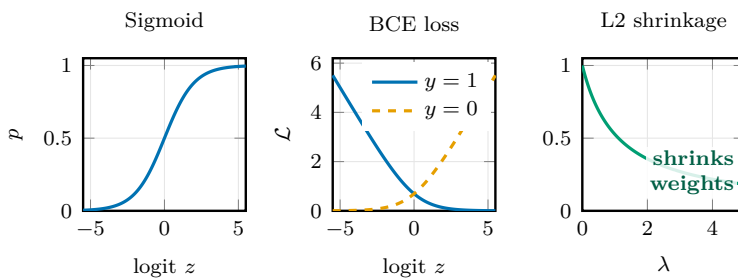 Sigmoid
1
0.5
0
p
−5
0
5
logit z
BCE loss
6
4
2
0
ℒ
y = 1
y = 0
−5
0
5
logit z
L2 shrinkage
1
0.5
0
shrinks
weights
0
2
4
λ